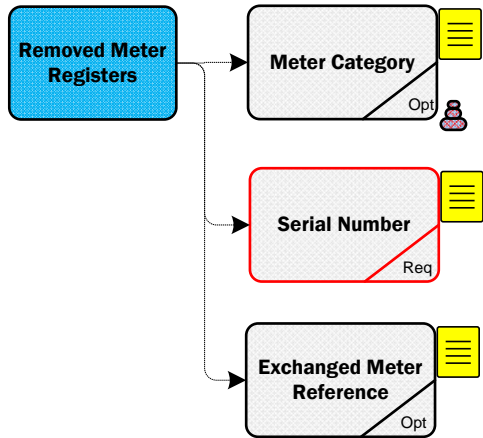 Removed Meter
Registers
Meter Category
Opt
Serial Number
Req
Exchanged Meter
Reference
Opt